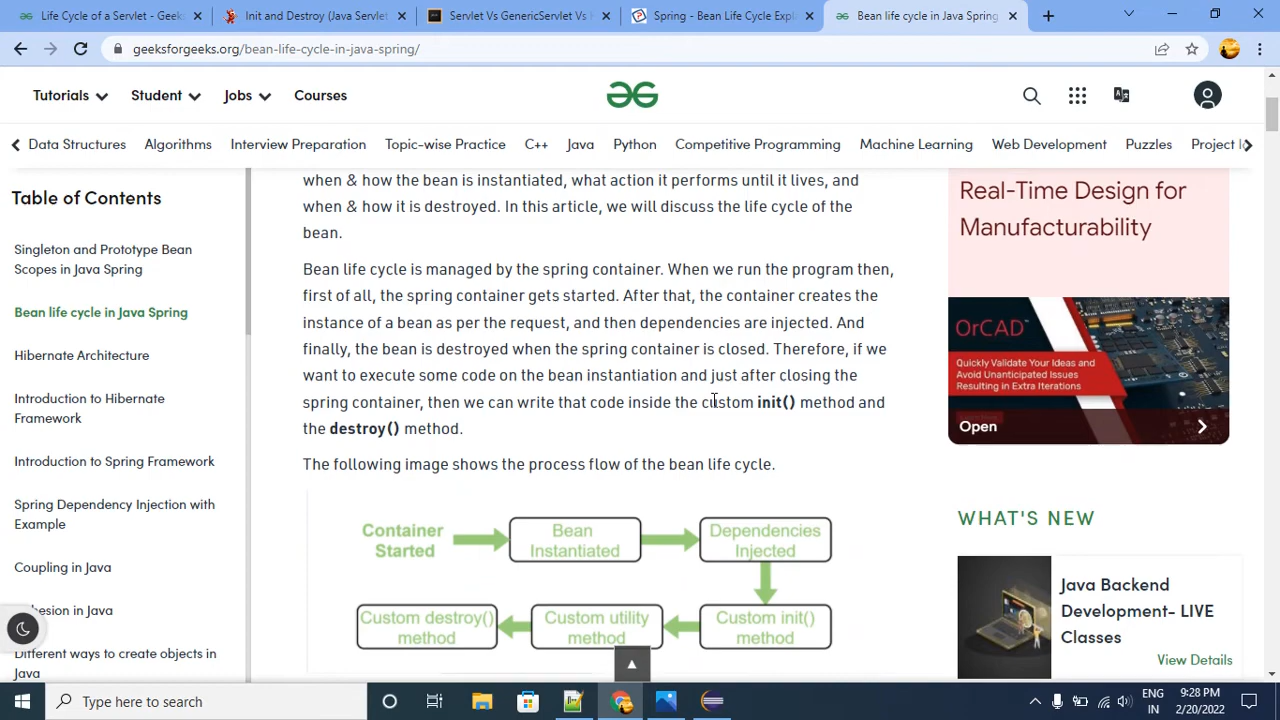 Life Cycle of a Servlet - Geeks
Init and Destroy (Java Servlet
Servlet Vs GenericServlet Vs H
Spring - Bean Life Cycle Expl
Bean life cycle in Java Spring
geeksforgeeks.org/bean-life-cycle-in-java-spring/
Tutorials
Student
Jobs
Courses
Data Structures
Algorithms
Interview Preparation
Topic-wise Practice
C++
Java
Python
Competitive Programming
Machine Learning
Web Development
Puzzles
Project
Table of Contents
Singleton and Prototype Bean
Scopes in Java Spring
Bean life cycle in Java Spring
Hibernate Architecture
Introduction to Hibernate
Framework
Introduction to Spring Framework
Spring Dependency Injection with
Example
Coupling in Java
hesion in Java
Different ways to create objects in
Java
when & how the bean is instantiated, what action it performs until it lives, and
when & how it is destroyed. In this article, we will discuss the life cycle of the
bean.
Bean life cycle is managed by the spring container. When we run the program then,
first of all, the spring container gets started. After that, the container creates the
instance of a bean as per the request, and then dependencies are injected. And
finally, the bean is destroyed when the spring container is closed. Therefore, if we
want to execute some code on the bean instantiation and just after closing the
spring container, then we can write that code inside the custom init() method and
the destroy() method.
The following image shows the process flow of the bean life cycle.
Container
Started
Bean
Instantiated
Dependencies
Injected
Custom destroy()
method
Custom utility
method
Custom init()
method
Real-Time Design for
Manufacturability
OrCAD
Quickly Validate Your Ideas and
Avoid Unanticipated Issues
Resulting in Extra Iterations
Open
WHAT'S NEW
Java Backend
Development- LIVE
Classes
View Details
Type here to search
ENG
IN
9:28 PM
2/20/2022